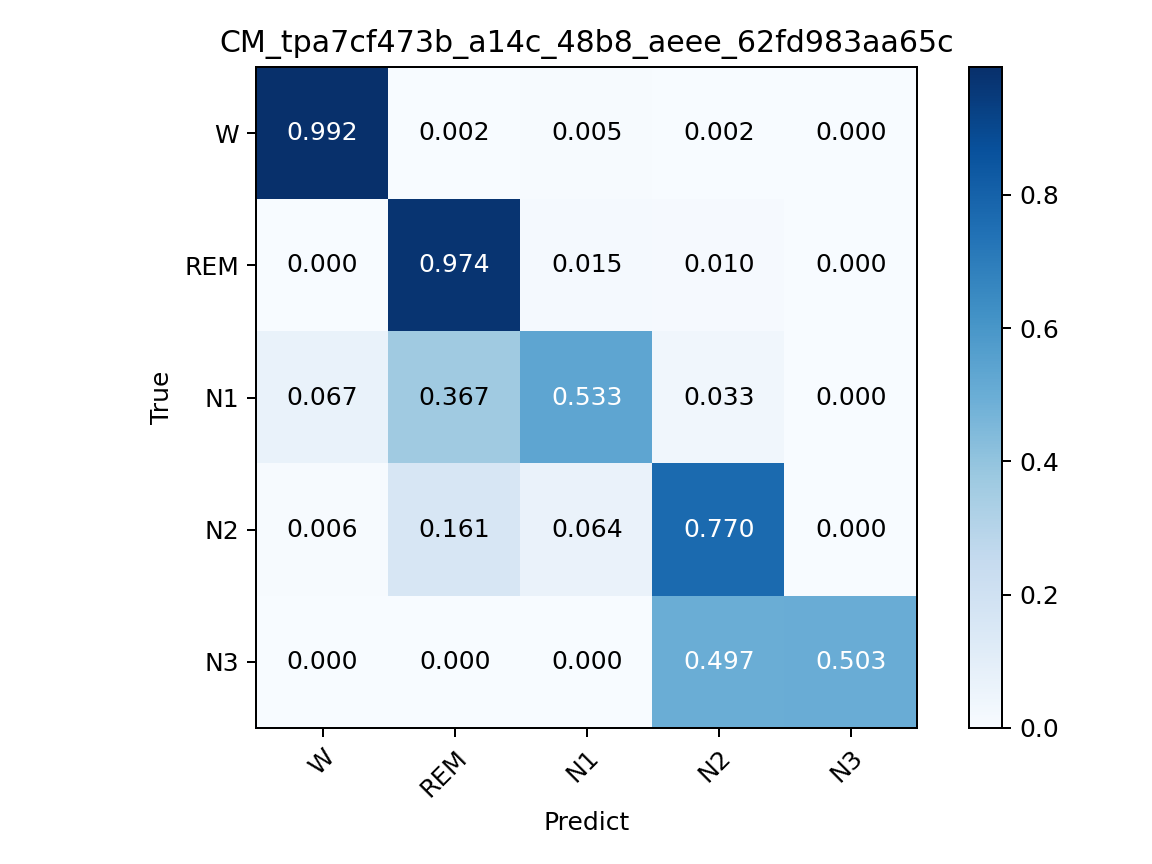 CM_tpa7cf473b_a14c_48b8_aeee_62fd983aa65c
W 0.992 0.002 0.005 0.002 0.000
0.8
REM 0.000 0.974 0.015 0.010 0.000
0.6
True
N1 0.067 0.367 0.533 0.033 0.000
0.4
N2 0.006 0.161 0.064 0.770 0.000
0.2
N3 0.000 0.000 0.000 0.497 0.503
0.0
W REM N1 N2 N3
Predict